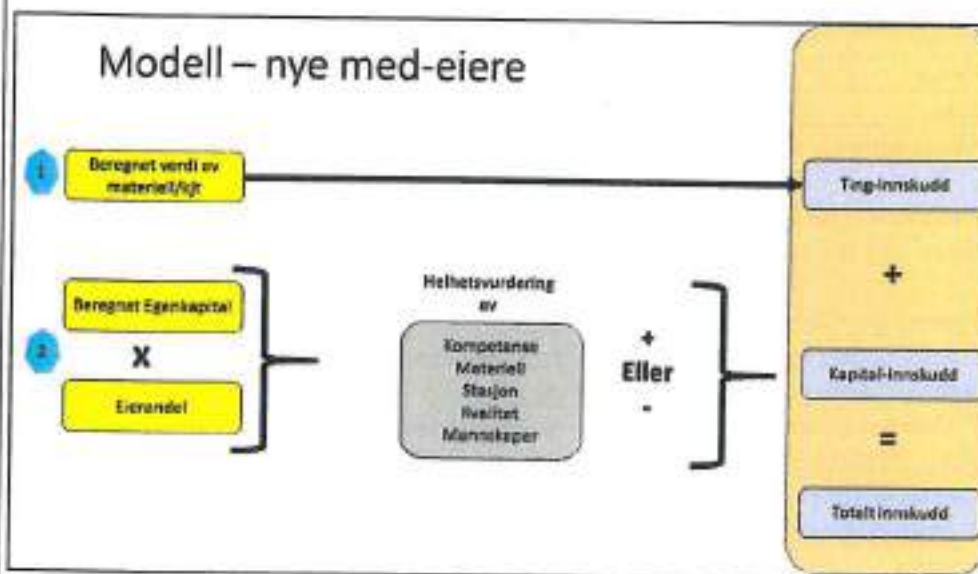 Modell – nye med-eiere
1
Beregnet verdi av
materiell/kjt
Ting-innskudd
+
Beregnet Egenkapital
2
X
Eierandel
Helhetsvurdering
av
Kompetanse
Materiell
Stasjon
Kvalitet
Mannskaper
+
Eller
-
Kapital-innskudd
=
Totalt innskudd